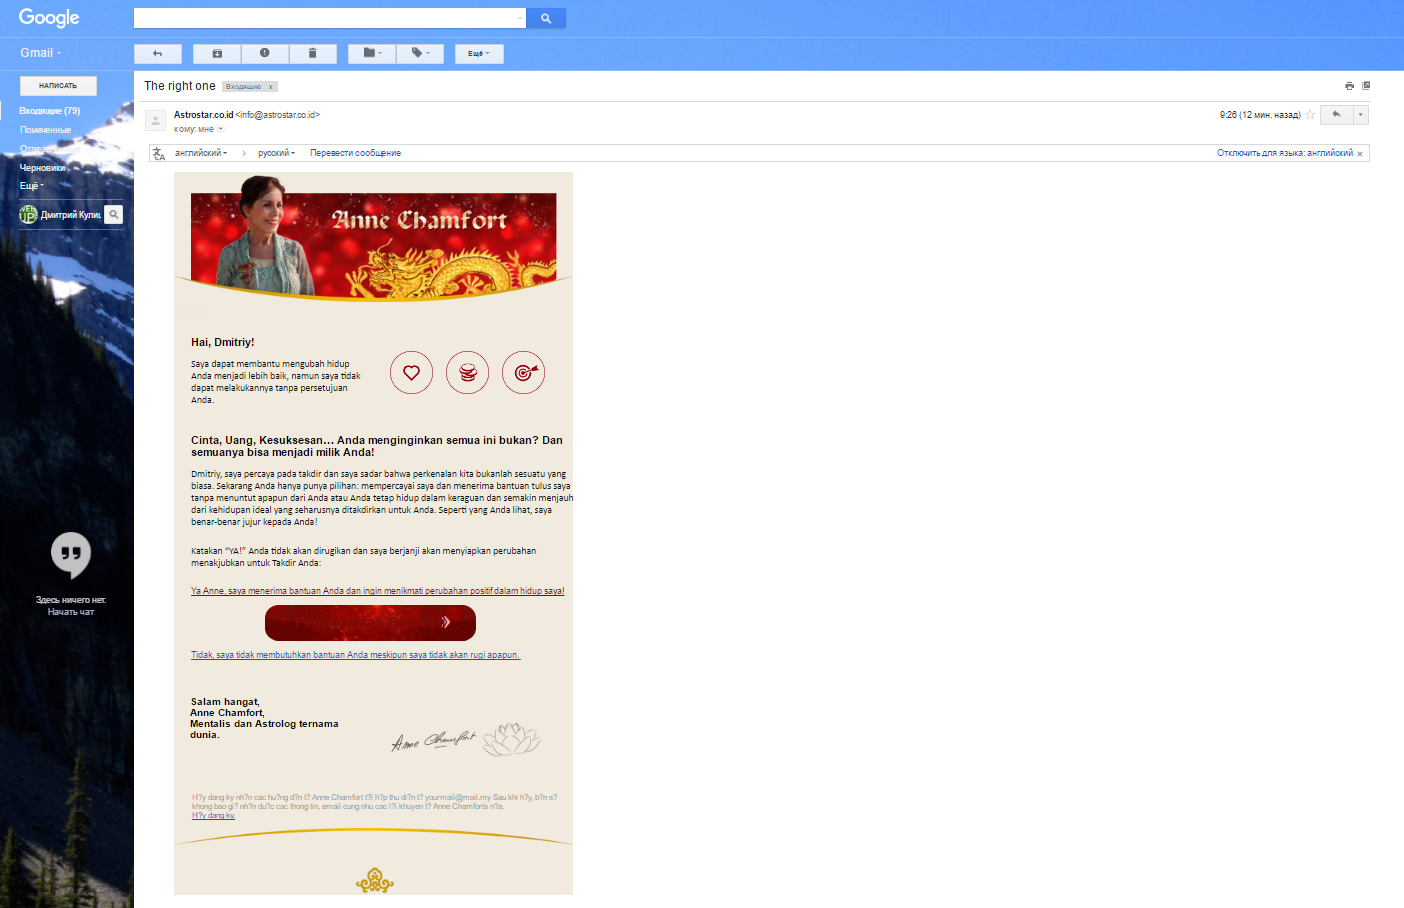 Google
Gmail
Ещё
НАПИСАТЬ
Входящие (79)
Помеченные
Черновики
Ещё
WEB
UP
Дмитрий
Здесь ничего нет.
Начать чат
The right one Входящие x
Astrostar.co.id <info@astrostar.co.id>
9:26 (12 мин. назад)
кому: мне
английский русский Перевести сообщение
Отключить для языка: английский
Anne Chamfort
Hai, Dmitriy!
Saya dapat membantu mengubah hidup
Anda menjadi lebih baik, namun saya tidak
dapat melakukannya tanpa persetujuan
Anda.
Cinta, Uang, Kesuksesan… Anda menginginkan semua ini bukan? Dan
semuanya bisa menjadi milik Anda!
Dmitriy, saya percaya pada takdir dan saya sadar bahwa perkenalan kita bukanlah sesuatu yang
biasa. Sekarang Anda hanya punya pilihan: mempercayai saya dan menerima bantuan tulus saya
tanpa menuntut apapun dari Anda atau Anda tetap hidup dalam keraguan dan semakin menjauh
dari kehidupan ideal yang seharusnya ditakdirkan untuk Anda. Seperti yang Anda lihat, saya
benar-benar jujur kepada Anda!
Katakan “YA!” Anda tidak akan dirugikan dan saya berjanji akan menyiapkan perubahan
menakjubkan untuk Takdir Anda:
Ya Anne, saya menerima bantuan Anda dan ingin menikmati perubahan positif dalam hidup saya!
Tidak, saya tidak membutuhkan bantuan Anda meskipun saya tidak akan rugi apapun.
Salam hangat,
Anne Chamfort,
Mentalis dan Astrolog ternama
dunia.
Anne Chamfort
H?y dang ky nh?n cac hu?ng d?n t? Anne Chamfort t?i h?p thu di?n t? yourmail@mail.my Sau khi h?y, b?n s?
khong bao gi? nh?n du?c cac thong tin, email cung nhu cac l?i khuyen t? Anne Chamforts n?a.
H?y dang ky.